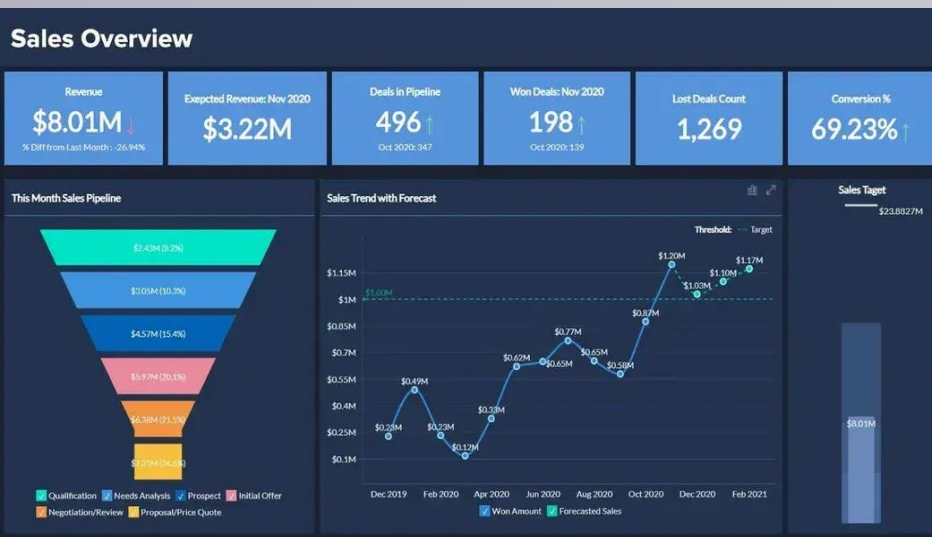 Sales Overview
Revenue
$8.01M ↓
% Diff from Last Month : -26.94%
Exepcted Revenue: Nov 2020
$3.22M
Deals in Pipeline
496 ↑
Oct 2020: 347
Won Deals: Nov 2020
198 ↑
Oct 2020: 139
Lost Deals Count
1,269
Conversion %
69.23% ↑
This Month Sales Pipeline
$2.43M (8.2%)
$3.05M (10.3%)
$4.57M (15.4%)
$5.97M (20.1%)
$6.38M (21.5%)
Qualification Needs Analysis Prospect Initial Offer
Negotiation/Review Proposal/Price Quote
Sales Trend with Forecast
Threshold: Target
$1.15M
$1M
$0.85M
$0.7M
$0.55M
$0.4M
$0.25M
$0.1M
$1.00M
$0.23M
$0.49M
$0.23M
$0.12M
$0.33M
$0.62M
$0.65M
$0.77M
$0.65M
$0.58M
$0.87M
$1.20M
$1.03M
$1.10M
$1.17M
Dec 2019 Feb 2020 Apr 2020 Jun 2020 Aug 2020 Oct 2020 Dec 2020 Feb 2021
Won Amount Forecasted Sales
Sales Taget
$23.8827M
$8.01M